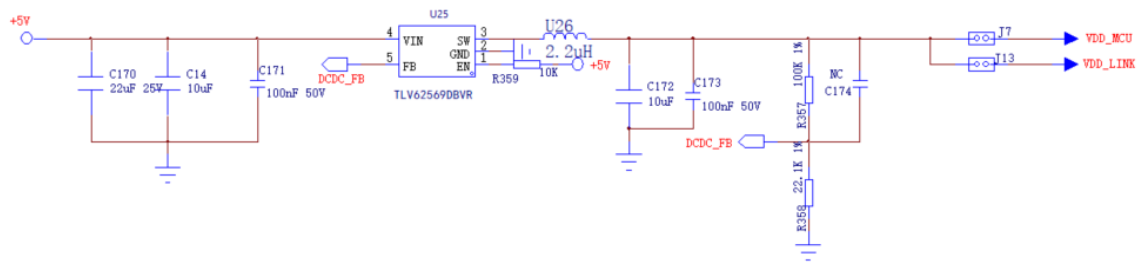 +5V
U25
4 VIN
SW 3
GND 2
5 FB
EN 1
TLV62569DBVR
DCDC_FB
U26
2.2uH
R359
10K
+5V
C170
22uF 25V
C14
10uF
C171
100nF 50V
C172
10uF
C173
100nF 50V
100K 1%
R357
NC
C174
DCDC_FB
22.1K 1%
R358
J7
VDD_MCU
J13
VDD_LINK